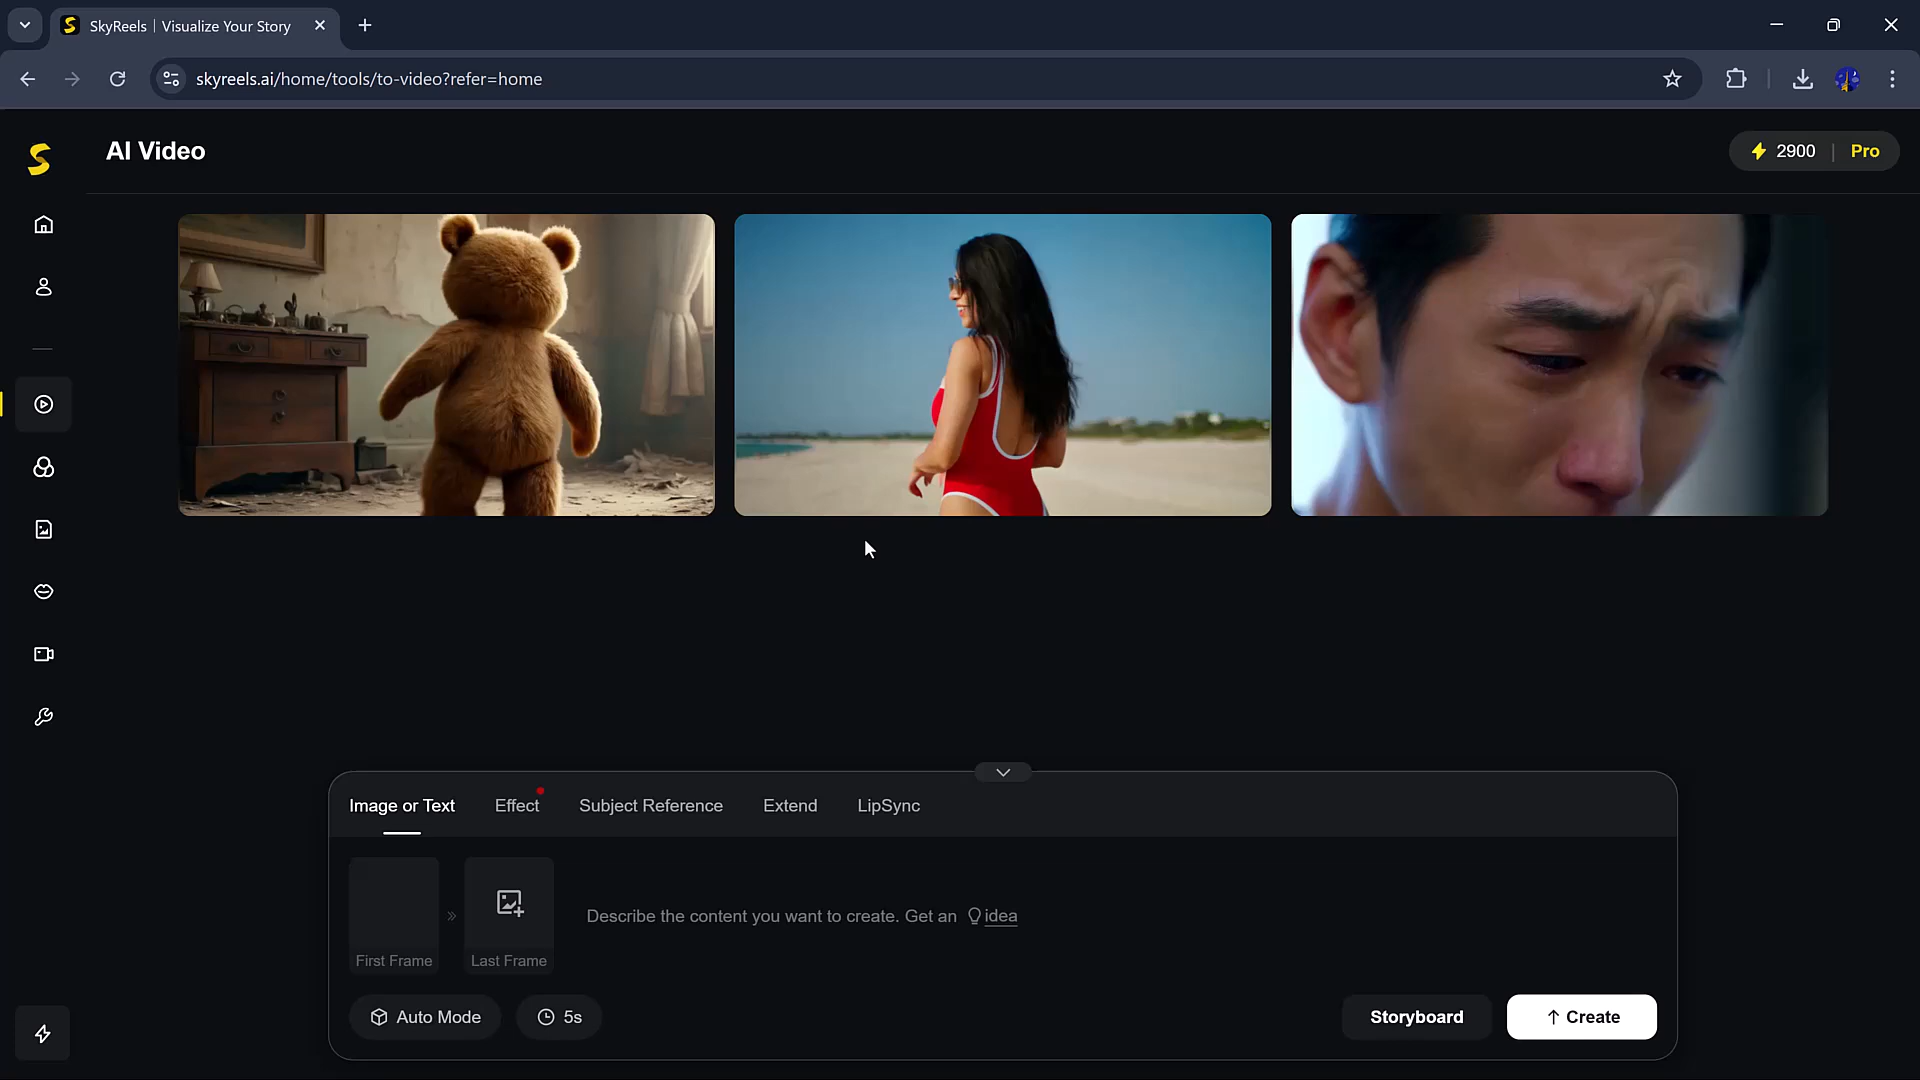 SkyReels | Visualize Your Story
skyreels.ai/home/tools/to-video?refer=home
AI Video
2900 | Pro
Image or Text
Effect
Subject Reference
Extend
LipSync
Describe the content you want to create. Get an idea
First Frame
Last Frame
Auto Mode
5s
Storyboard
Create